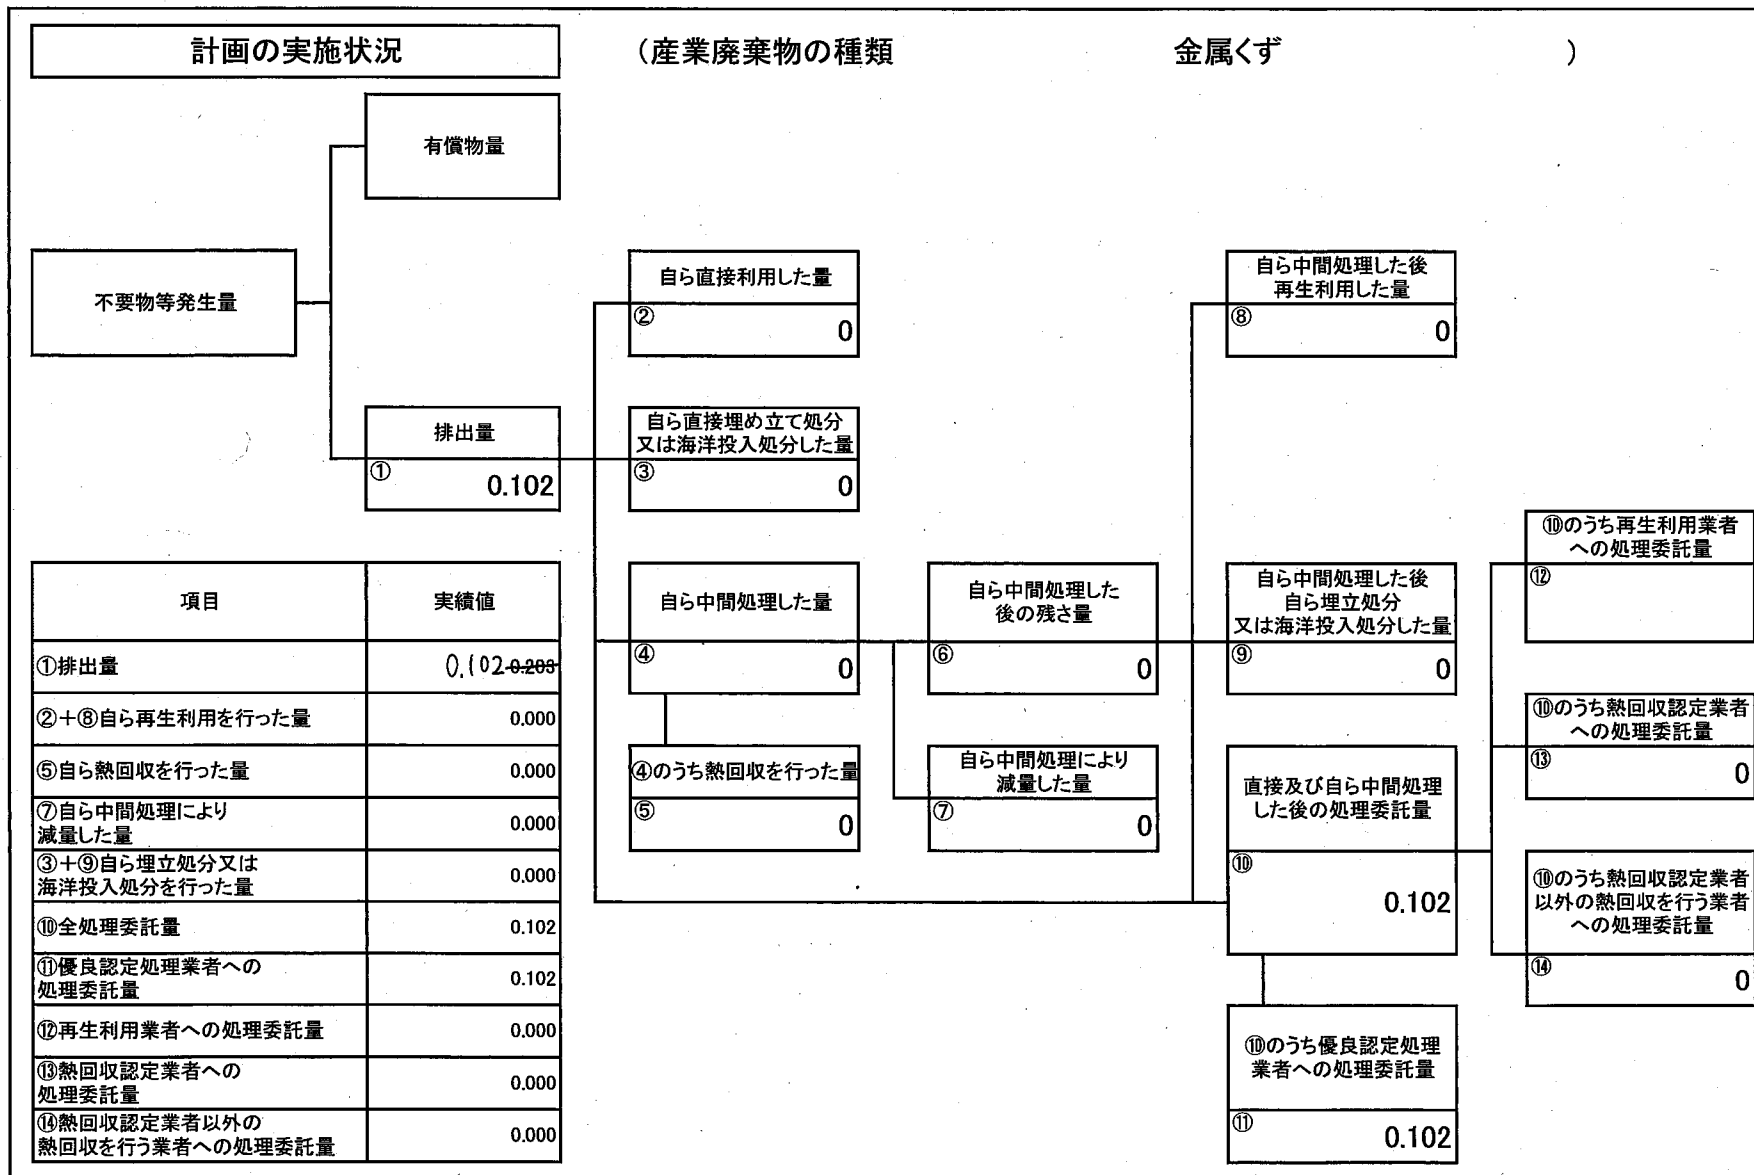 計画の実施状況
(産業廃棄物の種類 金属くず )
有償物量
不要物等発生量
排出量
① 0.102
自ら直接利用した量
② 0
自ら直接埋め立て処分
又は海洋投入処分した量
③ 0
自ら中間処理した量
④ 0
④のうち熱回収を行った量
⑤ 0
自ら中間処理した
後の残さ量
⑥ 0
自ら中間処理により
減量した量
⑦ 0
自ら中間処理した後
再生利用した量
⑧ 0
自ら中間処理した後
自ら埋立処分
又は海洋投入処分した量
⑨ 0
直接及び自ら中間処理
した後の処理委託量
⑩ 0.102
⑩のうち優良認定処理
業者への処理委託量
⑪ 0.102
⑩のうち再生利用業者
への処理委託量
⑫
⑩のうち熱回収認定業者
への処理委託量
⑬ 0
⑩のうち熱回収認定業者
以外の熱回収を行う業者
への処理委託量
⑭ 0
項目 実績値
①排出量 0.102 0.203
②+⑧自ら再生利用を行った量 0.000
⑤自ら熱回収を行った量 0.000
⑦自ら中間処理により
減量した量 0.000
③+⑨自ら埋立処分又は
海洋投入処分を行った量 0.000
⑩全処理委託量 0.102
⑪優良認定処理業者への
処理委託量 0.102
⑫再生利用業者への処理委託量 0.000
⑬熱回収認定業者への
処理委託量 0.000
⑭熱回収認定業者以外の
熱回収を行う業者への処理委託量 0.000